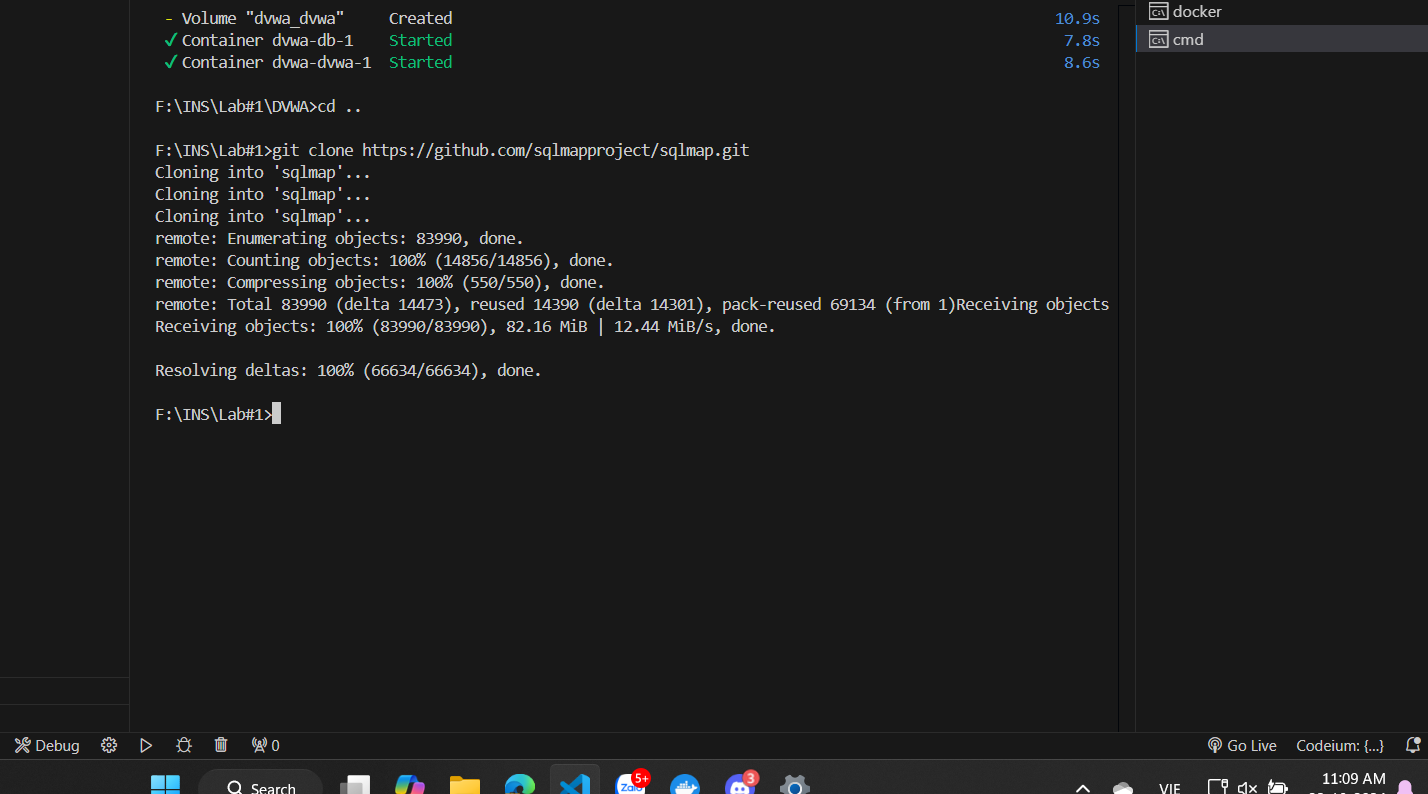 - Volume "dvwa_dvwa" Created 10.9s
✓ Container dvwa-db-1 Started 7.8s
✓ Container dvwa-dvwa-1 Started 8.6s
F:\INS\Lab#1\DVWA>cd ..
F:\INS\Lab#1>git clone https://github.com/sqlmapproject/sqlmap.git
Cloning into 'sqlmap'...
Cloning into 'sqlmap'...
Cloning into 'sqlmap'...
remote: Enumerating objects: 83990, done.
remote: Counting objects: 100% (14856/14856), done.
remote: Compressing objects: 100% (550/550), done.
remote: Total 83990 (delta 14473), reused 14390 (delta 14301), pack-reused 69134 (from 1)Receiving objects
Receiving objects: 100% (83990/83990), 82.16 MiB | 12.44 MiB/s, done.
Resolving deltas: 100% (66634/66634), done.
F:\INS\Lab#1>
docker
cmd
Debug 0 Go Live Codeium: {...}
Search Zalo 5+ 3 VIE 11:09 AM